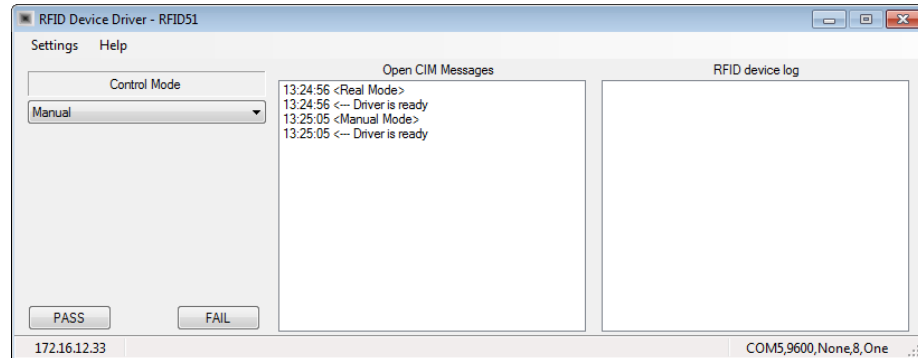 RFID Device Driver - RFID51
Settings Help
Control Mode
Manual
PASS FAIL
Open CIM Messages
13:24:56 <Real Mode>
13:24:56 <--- Driver is ready
13:25:05 <Manual Mode>
13:25:05 <--- Driver is ready
RFID device log
172.16.12.33
COM5,9600,None,8,One